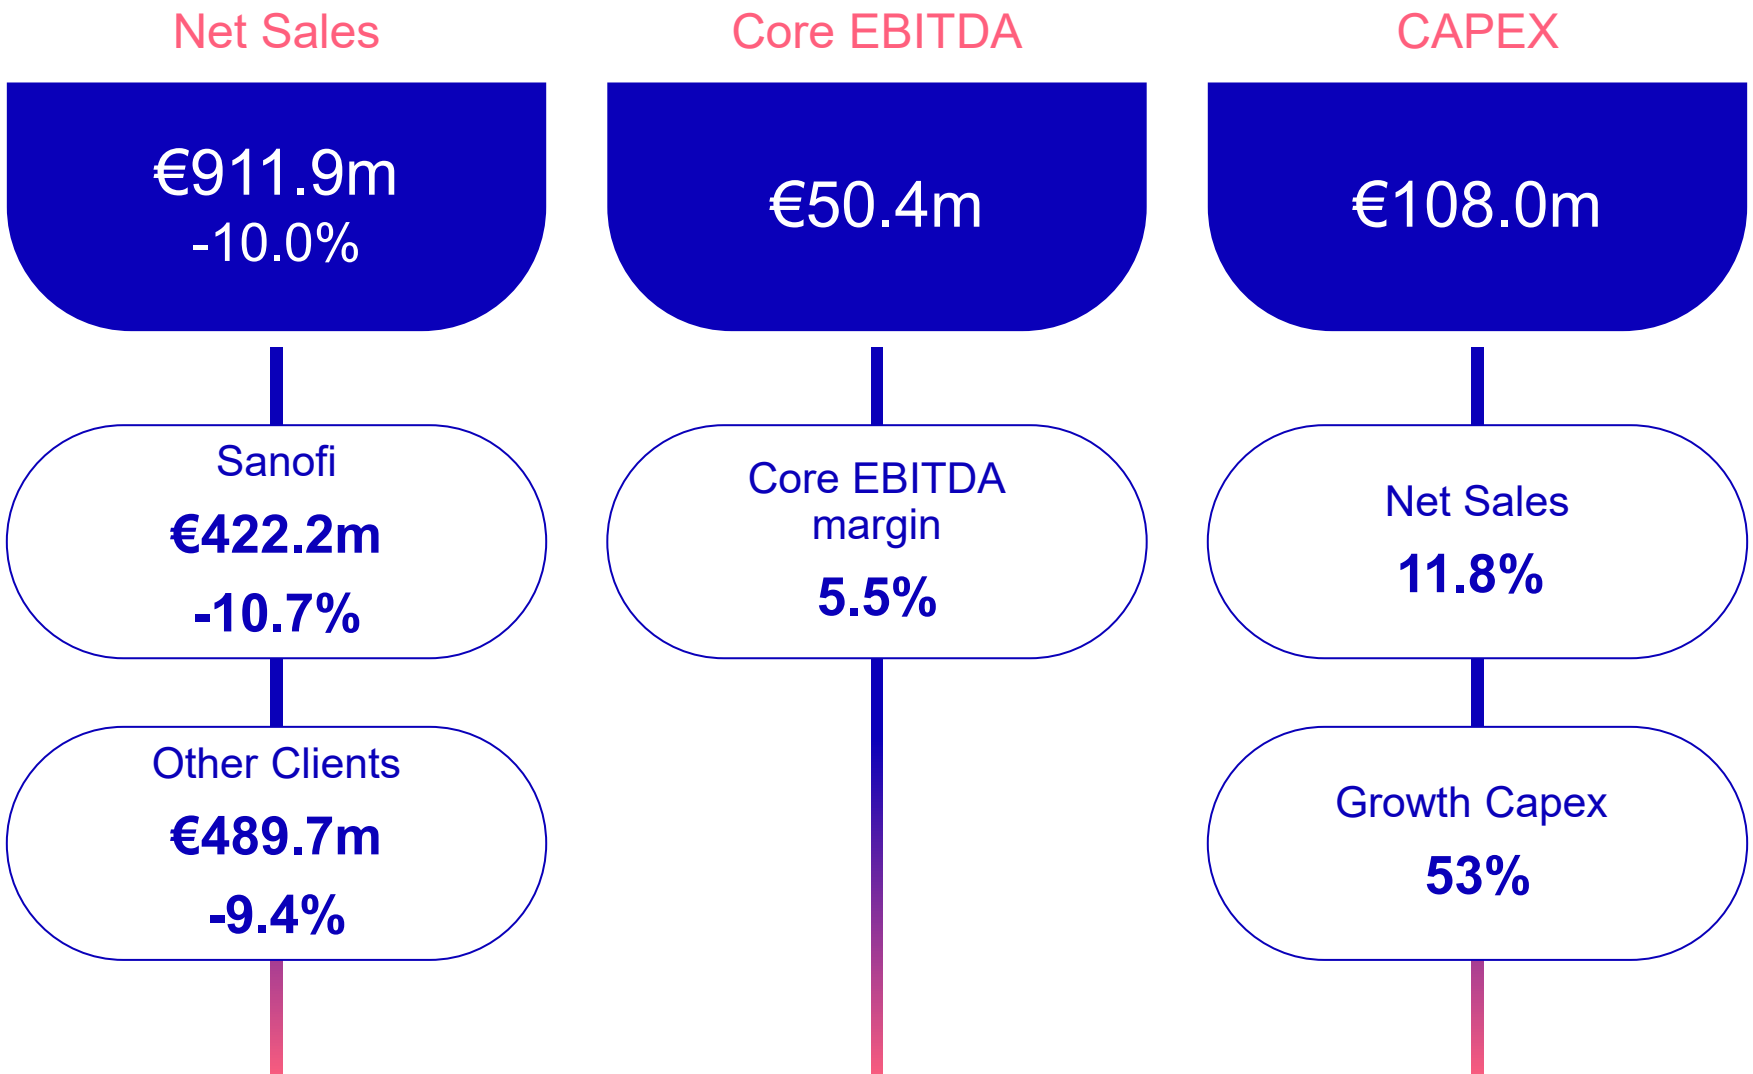 Net Sales
€911.9m
-10.0%
Sanofi
€422.2m
-10.7%
Other Clients
€489.7m
-9.4%
Core EBITDA
€50.4m
Core EBITDA
margin
5.5%
CAPEX
€108.0m
Net Sales
11.8%
Growth Capex
53%